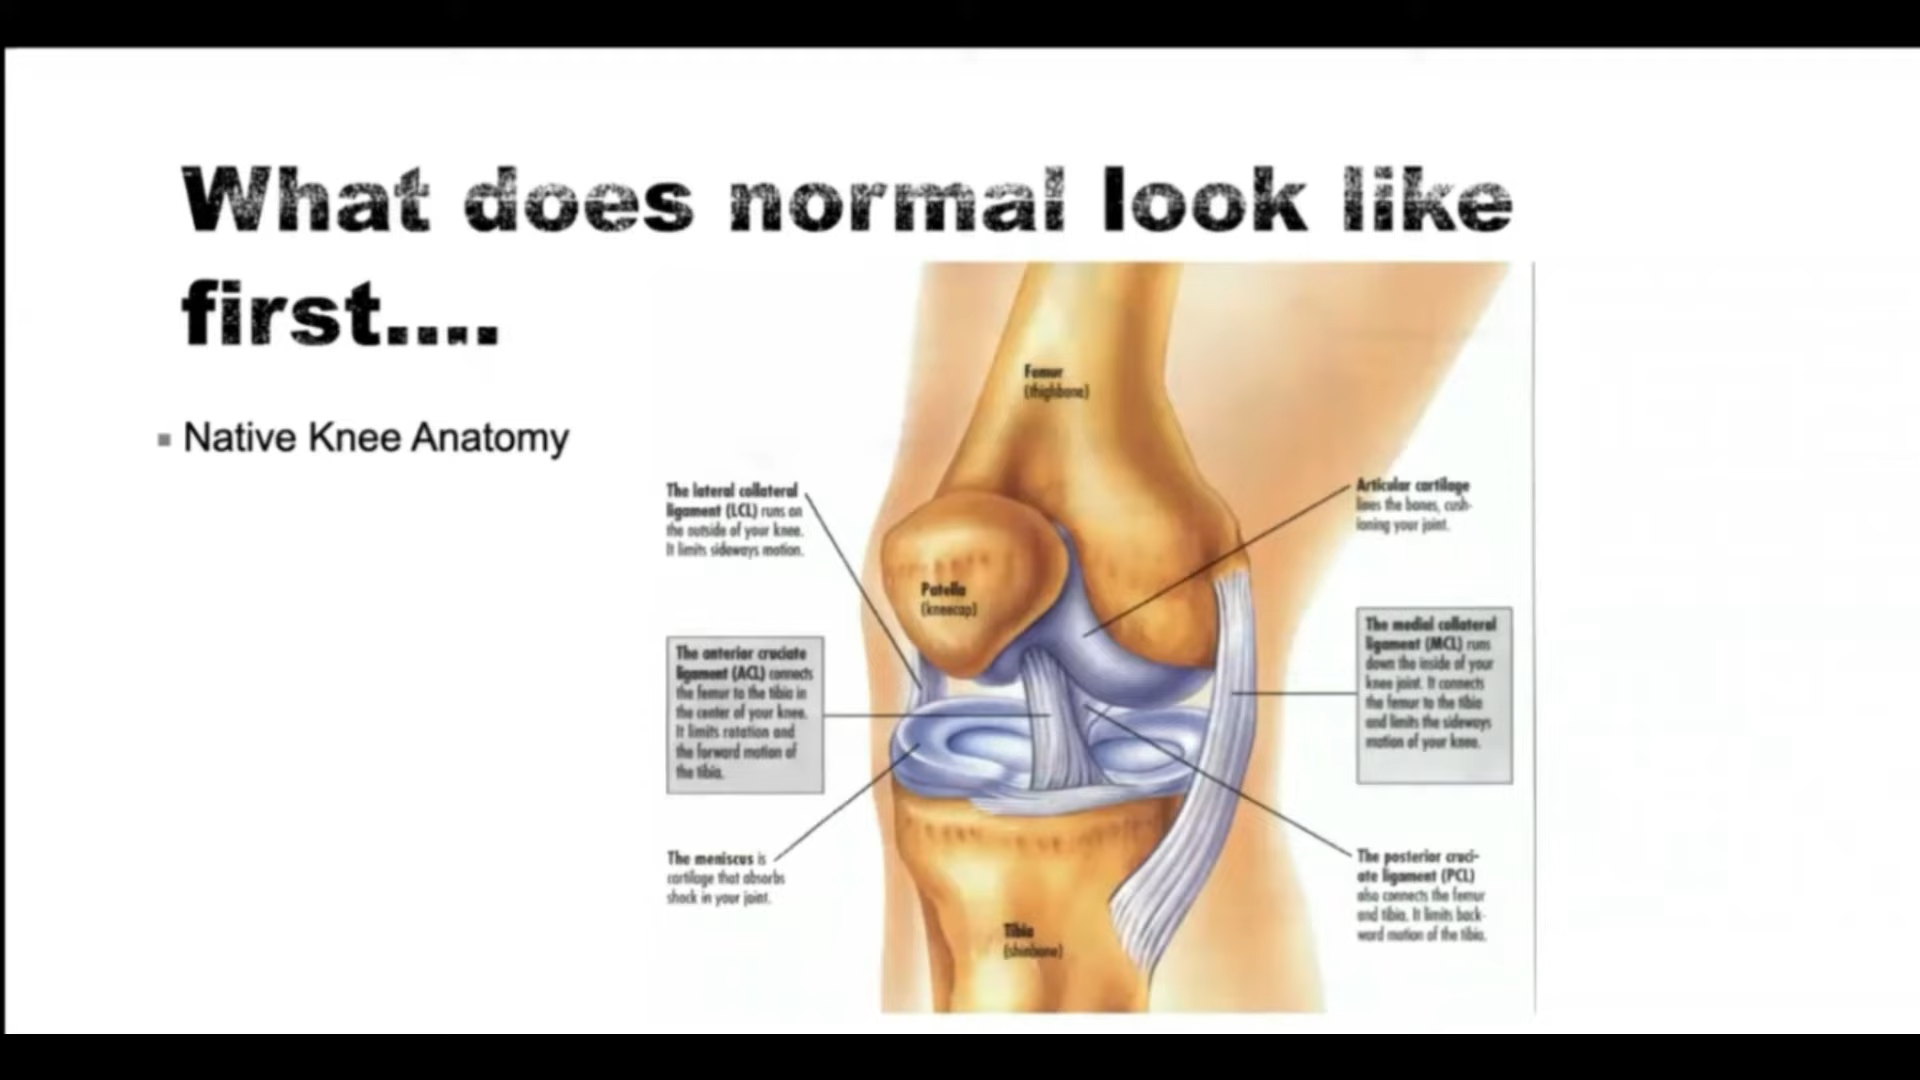 What does normal look like
first....
▪ Native Knee Anatomy
Femur
(thighbone)
The lateral collateral
ligament (LCL) runs on
the outside of your knee.
It limits sideways motion.
Articular cartilage
lines the bones, cush-
ioning your joint.
Patella
(kneecap)
The anterior cruciate
ligament (ACL) connects
the femur to the tibia in
the center of your knee.
It limits rotation and
the forward motion of
the tibia.
The medial collateral
ligament (MCL) runs
down the inside of your
knee joint. It connects
the femur to the tibia
and limits the sideways
motion of your knee.
The meniscus is
cartilage that absorbs
shock in your joint.
The posterior cruci-
ate ligament (PCL)
also connects the femur
and tibia. It limits back-
ward motion of the tibia.
Tibia
(shinbone)